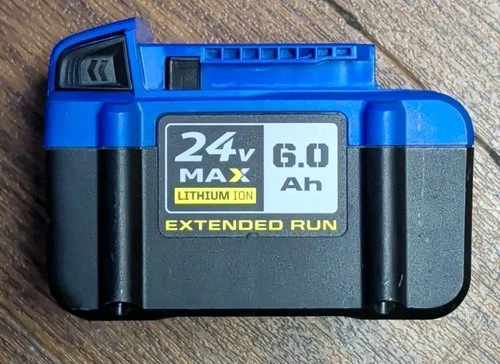 24V
MAX
LITHIUM ION
6.0
Ah
EXTENDED RUN